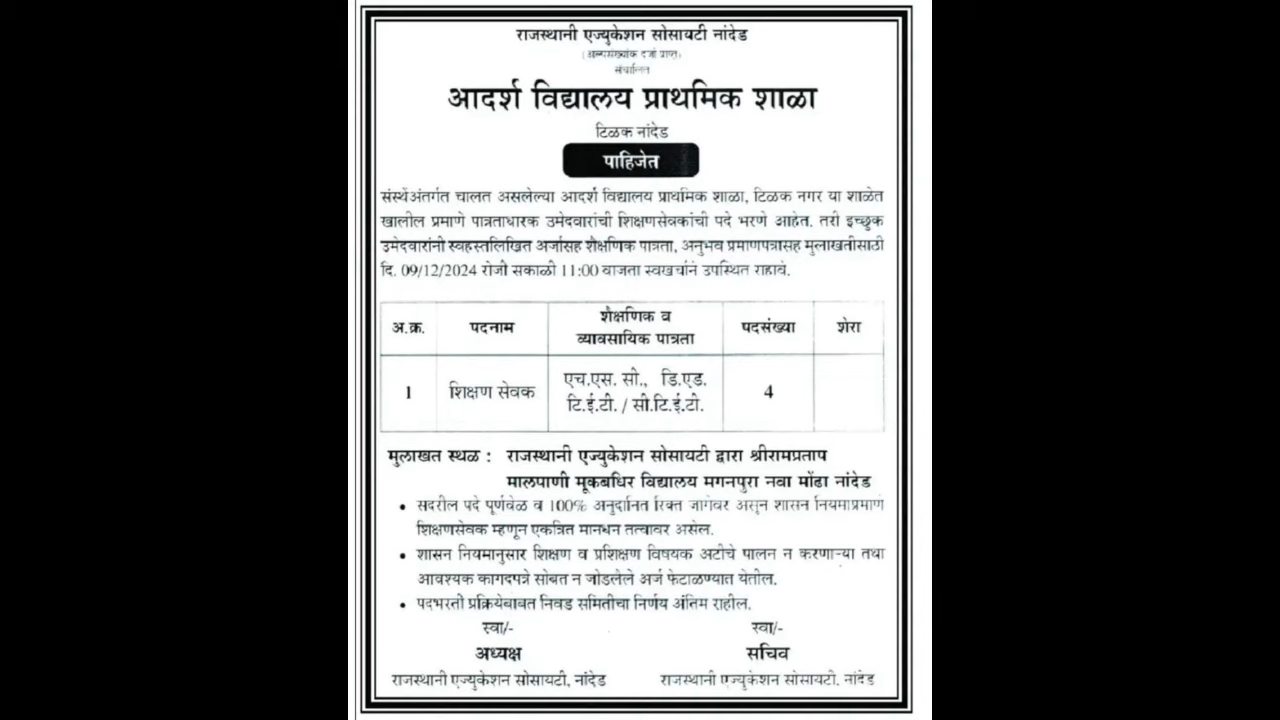 राजस्थानी एज्युकेशन सोसायटी नांदेड
(अल्पसंख्यांक दर्जा प्राप्त)
संचालित
आदर्श विद्यालय प्राथमिक शाळा
टिळक नांदेड
पाहिजेत
संस्थेंअंतर्गत चालत असलेल्या आदर्श विद्यालय प्राथमिक शाळा, टिळक नगर या शाळेत
खालील प्रमाणे पात्रताधारक उमेदवारांची शिक्षणसेवकांची पदे भरणे आहेत. तरी इच्छुक
उमेदवारांनी स्वहस्तलिखित अर्जासह शैक्षणिक पात्रता, अनुभव प्रमाणपत्रासह मुलाखतीसाठी
दि. 09/12/2024 रोजी सकाळी 11:00 वाजता स्वखर्चाने उपस्थित राहावे.
अ.क्र. पदनाम शैक्षणिक व व्यावसायिक पात्रता पदसंख्या शेरा
1 शिक्षण सेवक एच.एस. सी., डि.एड. टि.ई.टी. / सी.टि.ई.टी. 4
मुलाखत स्थळ : राजस्थानी एज्युकेशन सोसायटी द्वारा श्रीरामप्रताप
मालपाणी मूकबधिर विद्यालय मगनपुरा नवा मोंढा नांदेड
• सदरील पदे पूर्णवेळ व 100% अनुदानित रिक्त जागेवर असून शासन नियमाप्रमाणे
शिक्षणसेवक म्हणून एकत्रित मानधन तत्वावर असेल.
• शासन नियमानुसार शिक्षण व प्रशिक्षण विषयक अटीचे पालन न करणाऱ्या तथा
आवश्यक कागदपत्रे सोबत न जोडलेले अर्ज फेटाळण्यात येतील.
• पदभरती प्रक्रियेबाबत निवड समितीचा निर्णय अंतिम राहील.
स्वा/- स्वा/-
अध्यक्ष सचिव
राजस्थानी एज्युकेशन सोसायटी, नांदेड राजस्थानी एज्युकेशन सोसायटी, नांदेड